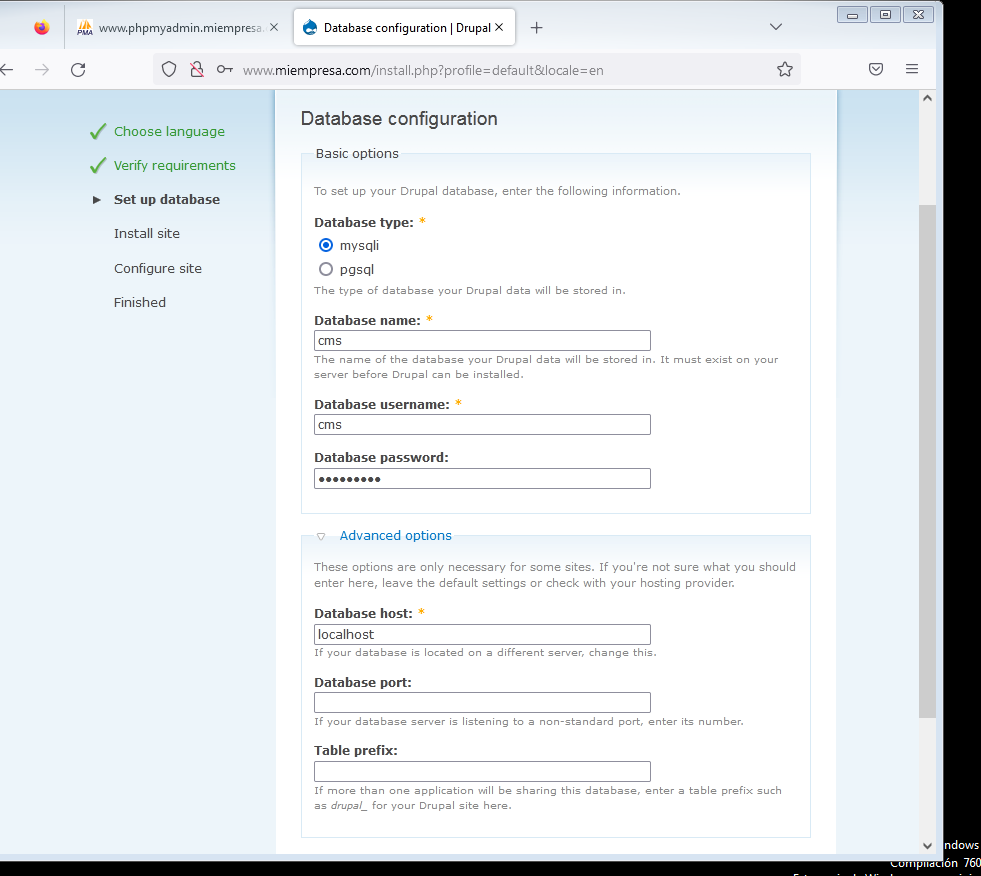 www.phpmyadmin.miempresa.
Database configuration | Drupal
www.miempresa.com/install.php?profile=default&locale=en
Choose language
Verify requirements
Set up database
Install site
Configure site
Finished
Database configuration
Basic options
To set up your Drupal database, enter the following information.
Database type: *
mysqli
pgsql
The type of database your Drupal data will be stored in.
Database name: *
cms
The name of the database your Drupal data will be stored in. It must exist on your
server before Drupal can be installed.
Database username: *
cms
Database password:
•••••••••
Advanced options
These options are only necessary for some sites. If you're not sure what you should
enter here, leave the default settings or check with your hosting provider.
Database host: *
localhost
If your database is located on a different server, change this.
Database port:
If your database server is listening to a non-standard port, enter its number.
Table prefix:
If more than one application will be sharing this database, enter a table prefix such
as drupal_ for your Drupal site here.
ndows
Compilación 760